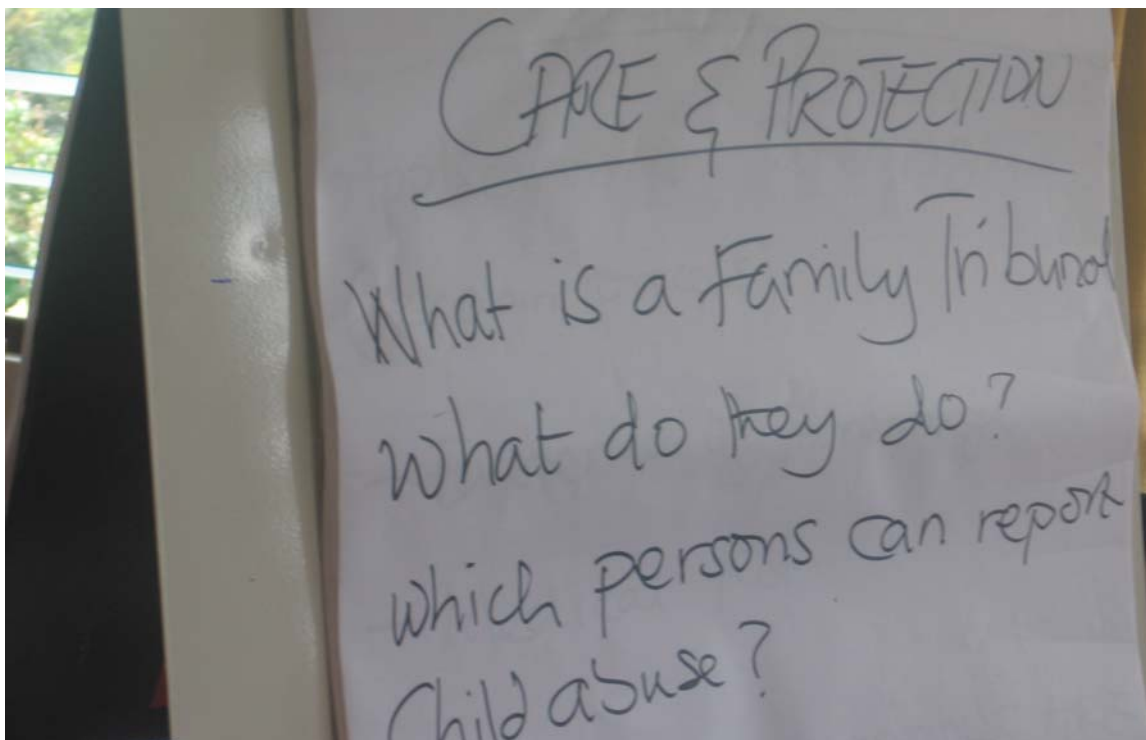 CARE & PROTECTION
What is a Family Tribunal
What do they do?
Which persons can report
Child abuse?